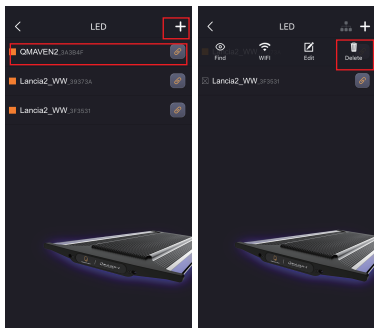 LED
QMAVEN2_3A3B4F
Lancia2_WW_39373A
Lancia2_WW_3F3531
LED
Find
WIFI
Edit
Delete
Lancia2_WW_3F3531